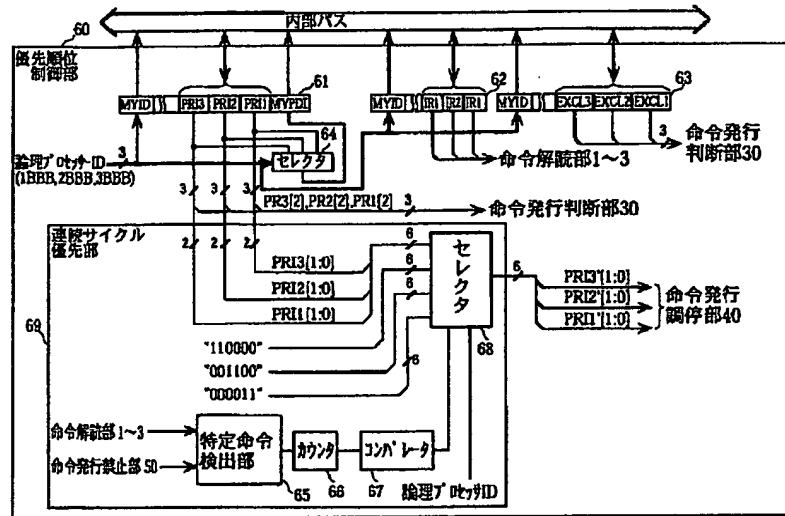 内部バス
60
優先順位
制御部
61
62
63
MYID PRI3 PRI2 PRI1 MYPDI
MYID IR1 IR2 IR1
MYID EXCL3 EXCL2 EXCL1
64
論理プロセッサーID
(1BBB,2BBB,3BBB)
3
セレクタ
3
命令発行
判断部30
3
命令解読部1~3
3 3 3
PR3[2],PR2[2],PR1[2]
3
命令発行判断部30
連続サイクル
優先部
2 2 2
69
PRI3[1:0]
6
PRI2[1:0]
6
PRI1[1:0]
6
セレクタ
68
6
PRI3'[1:0]
PRI2'[1:0]
PRI1'[1:0]
命令発行
調停部40
"110000"
"001100"
"000011"
6
命令解読部1~3
命令発行禁止部50
特定命令
検出部
65
カウンタ
66
コンパレータ
67
論理プロセッサID